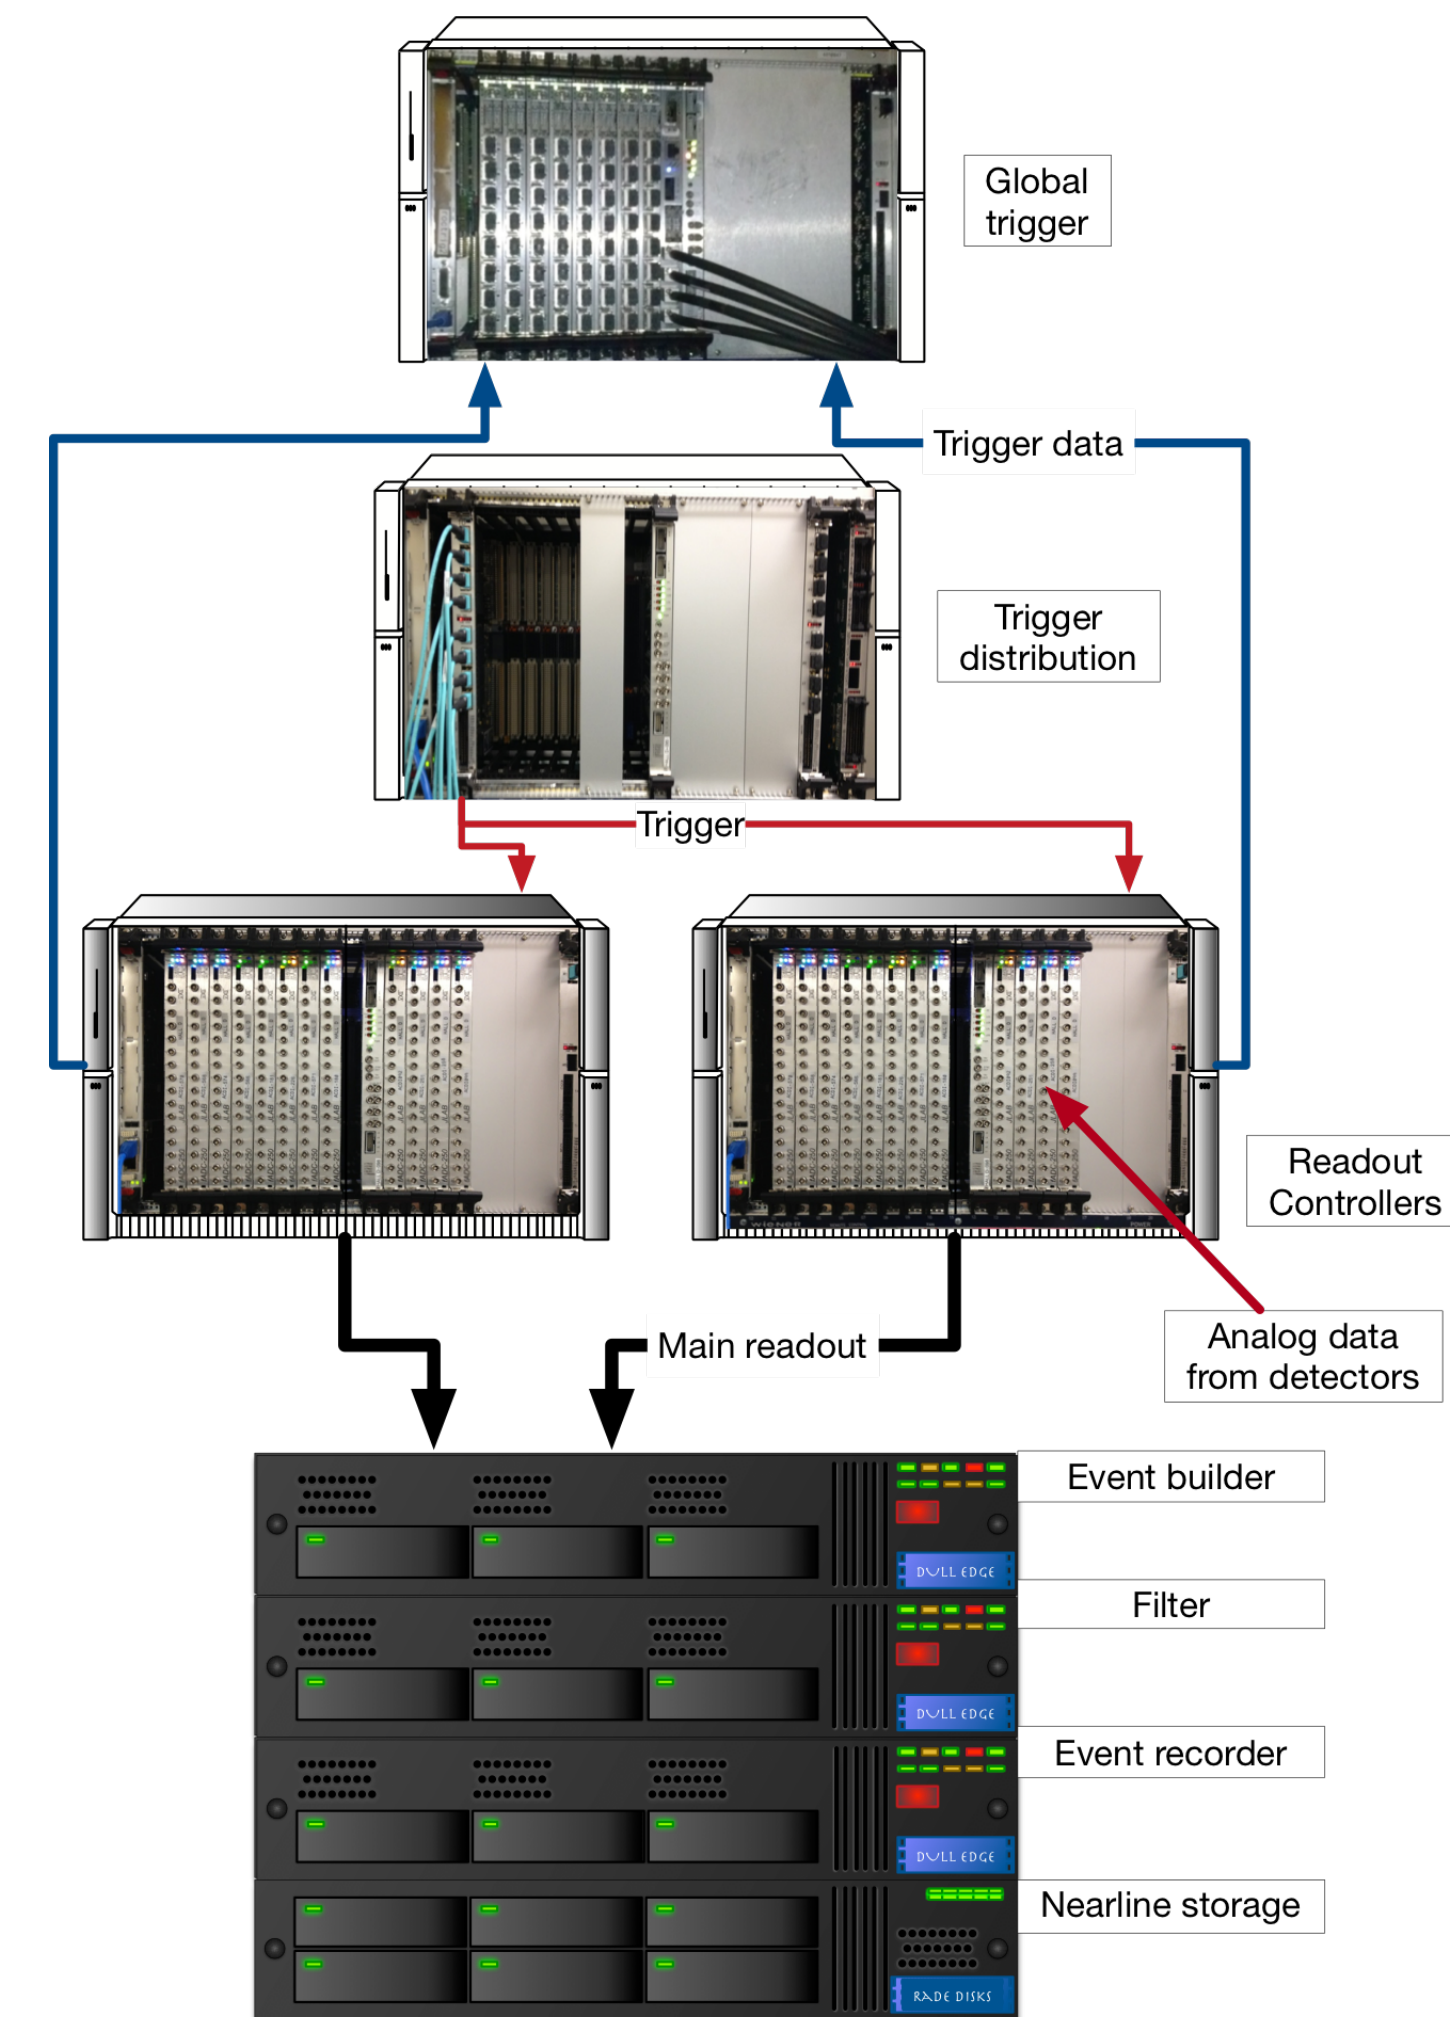 Global
trigger
Trigger data
Trigger
distribution
Trigger
Readout
Controllers
Main readout
Analog data
from detectors
Event builder
DULL EDGE
Filter
DULL EDGE
Event recorder
DULL EDGE
Nearline storage
RADE DISKS